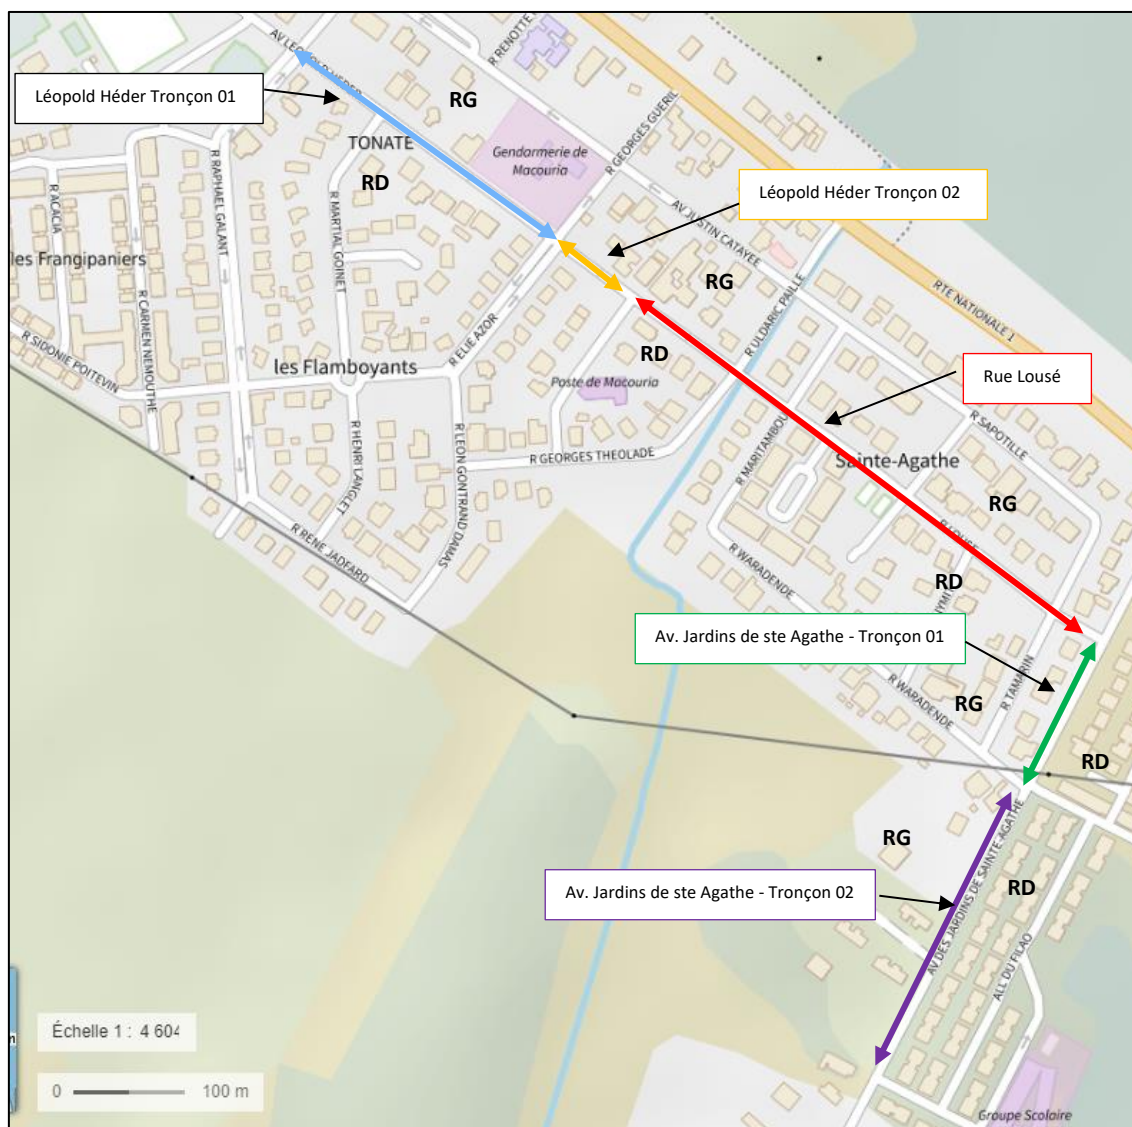 AV LEOPOLD HEDER
R RENOTTE
Léopold Héder Tronçon 01
RG
TONATE
Gendarmerie de
Macouria
R GEORGES GUERIL
RD
Léopold Héder Tronçon 02
R ACACIA
R RAPHAEL GALANT
R MARTIAL GOINET
AV JUSTIN CATAYEE
les Frangipaniers
RG
RTE NATIONALE 1
R CARMEN NEMOUTHE
R ELIE AZOR
R ULDARIC PAILLE
R SIDONIE POITEVIN
les Flamboyants
RD
Poste de Macouria
Rue Lousé
R SAPOTILLE
R HENRI LANGLET
R LEON GONTRAND DAMAS
R GEORGES THEOLADE
R MARITAMBOU
Sainte-Agathe
RG
R LOUSE
R RENE JADFARD
R WARADENDE
RD
Av. Jardins de ste Agathe - Tronçon 01
R WARADENDE
RG
R TAMARIN
RD
RG
AV DES JARDINS DE SAINTE AGATHE
RD
Av. Jardins de ste Agathe - Tronçon 02
ALL DU FILAO
Échelle 1 : 4 604
0 100 m
Groupe Scolaire